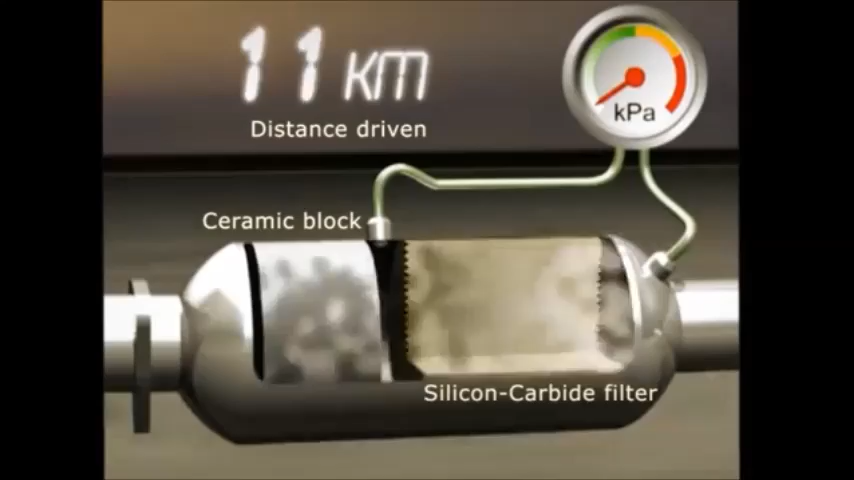 11 KM
Distance driven
kPa
Ceramic block
Silicon-Carbide filter